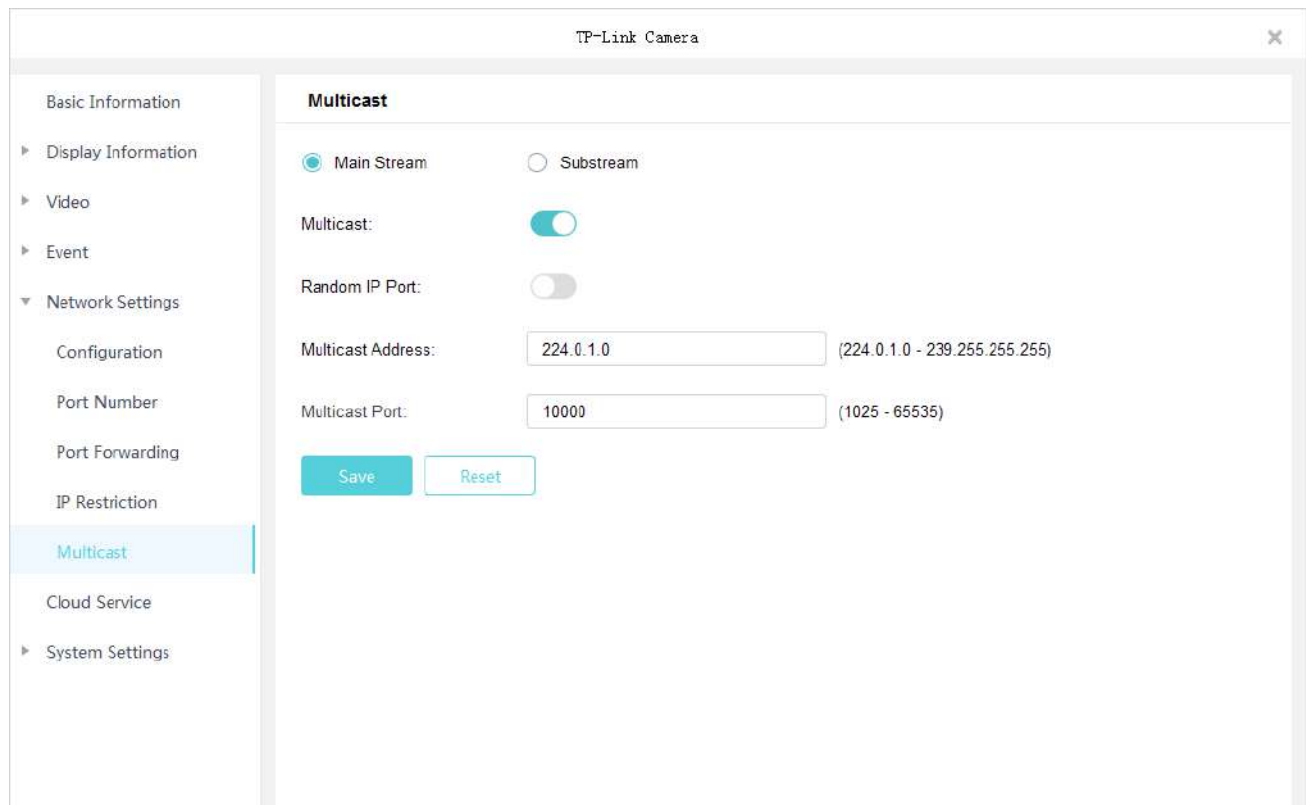 TP-Link Camera
Basic Information
Display Information
Video
Event
Network Settings
Configuration
Port Number
Port Forwarding
IP Restriction
Multicast
Cloud Service
System Settings
Multicast
Main Stream Substream
Multicast:
Random IP Port:
Multicast Address: 224.0.1.0 (224.0.1.0 - 239.255.255.255)
Multicast Port: 10000 (1025 - 65535)
Save Reset